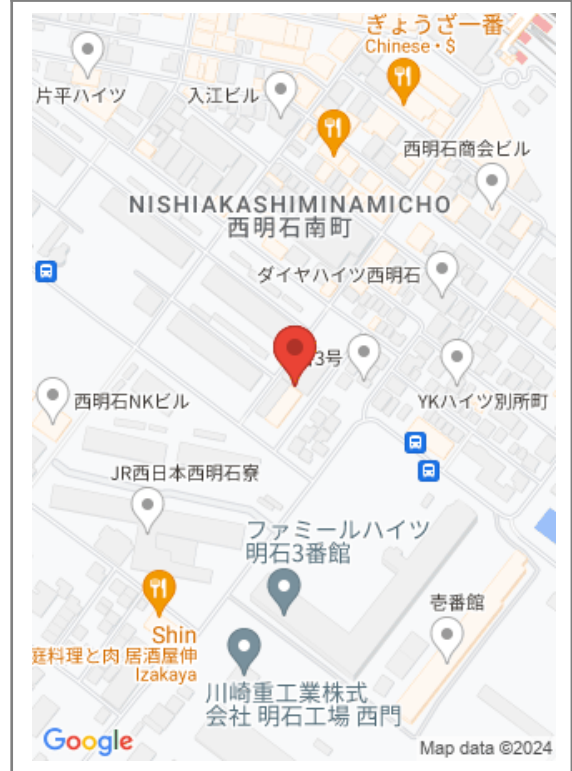 ぎょうざ一番
Chinese • $
片平ハイツ
入江ビル
西明石商会ビル
NISHIAKASHIMINAMICHO
西明石南町
ダイヤハイツ西明石
3号
西明石NKビル
YKハイツ別所町
JR西日本西明石寮
ファミールハイツ
明石3番館
壱番館
Shin
庭料理と肉 居酒屋伸
Izakaya
川崎重工業株式
会社 明石工場 西門
Google
Map data ©2024